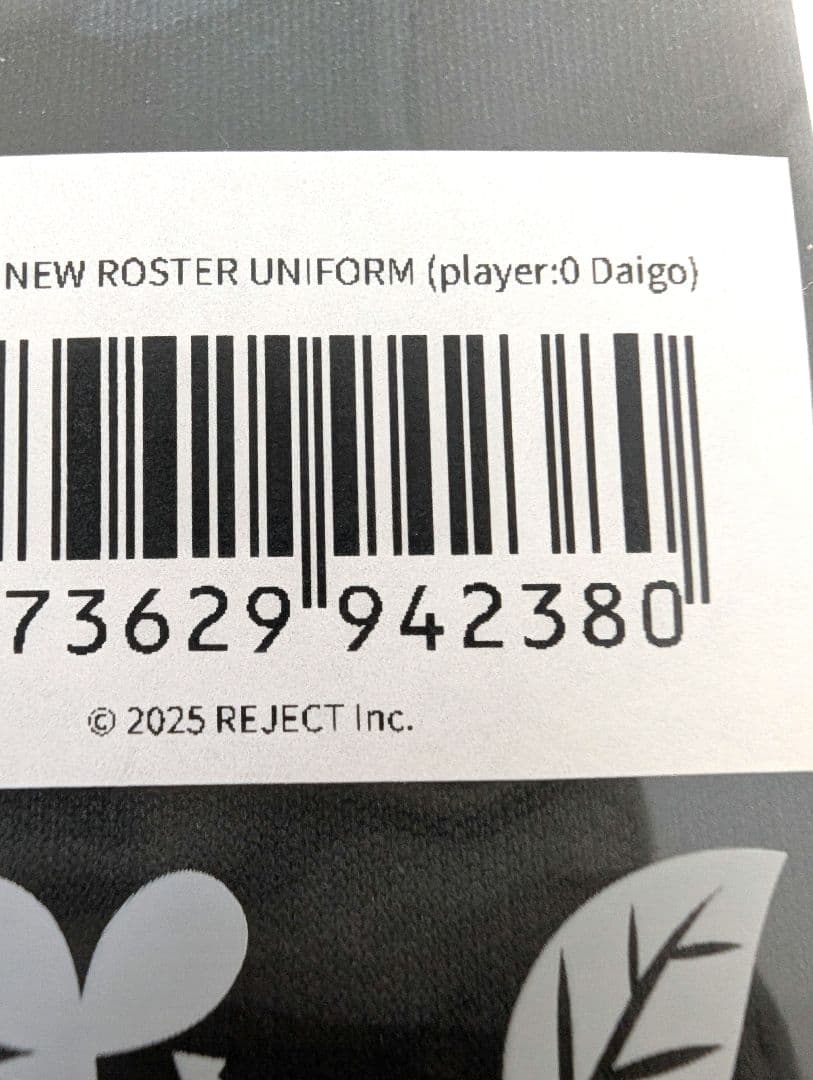 NEW ROSTER UNIFORM (player:0 Daigo)
73629 942380
© 2025 REJECT Inc.